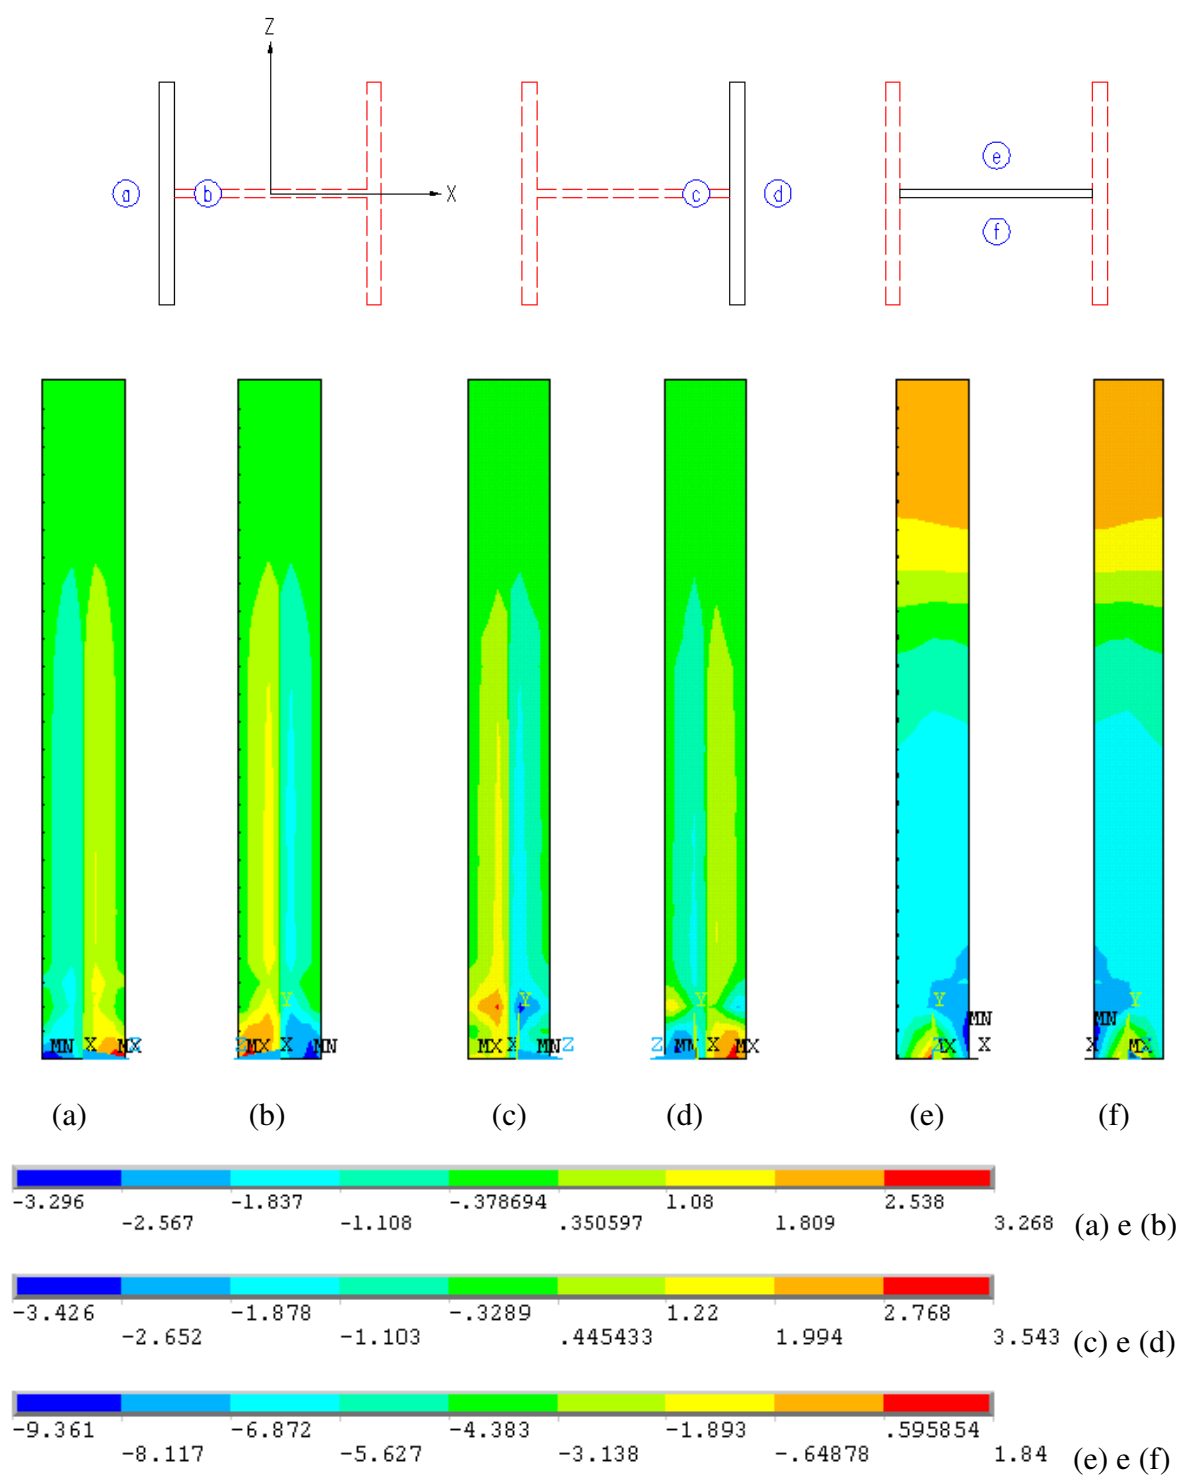 Z
a b X c d e
f
Y Y Y Y
MN X MX Z MX X MN MX X MN Z Z MN X MX MX X MN X MN MX
(a) (b) (c) (d) (e) (f)
-3.296 -1.837 -.378694 1.08 2.538
-2.567 -1.108 .350597 1.809 3.268 (a) e (b)
-3.426 -1.878 -.3289 1.22 2.768
-2.652 -1.103 .445433 1.994 3.543 (c) e (d)
-9.361 -6.872 -4.383 -1.893 .595854
-8.117 -5.627 -3.138 -.64878 1.84 (e) e (f)